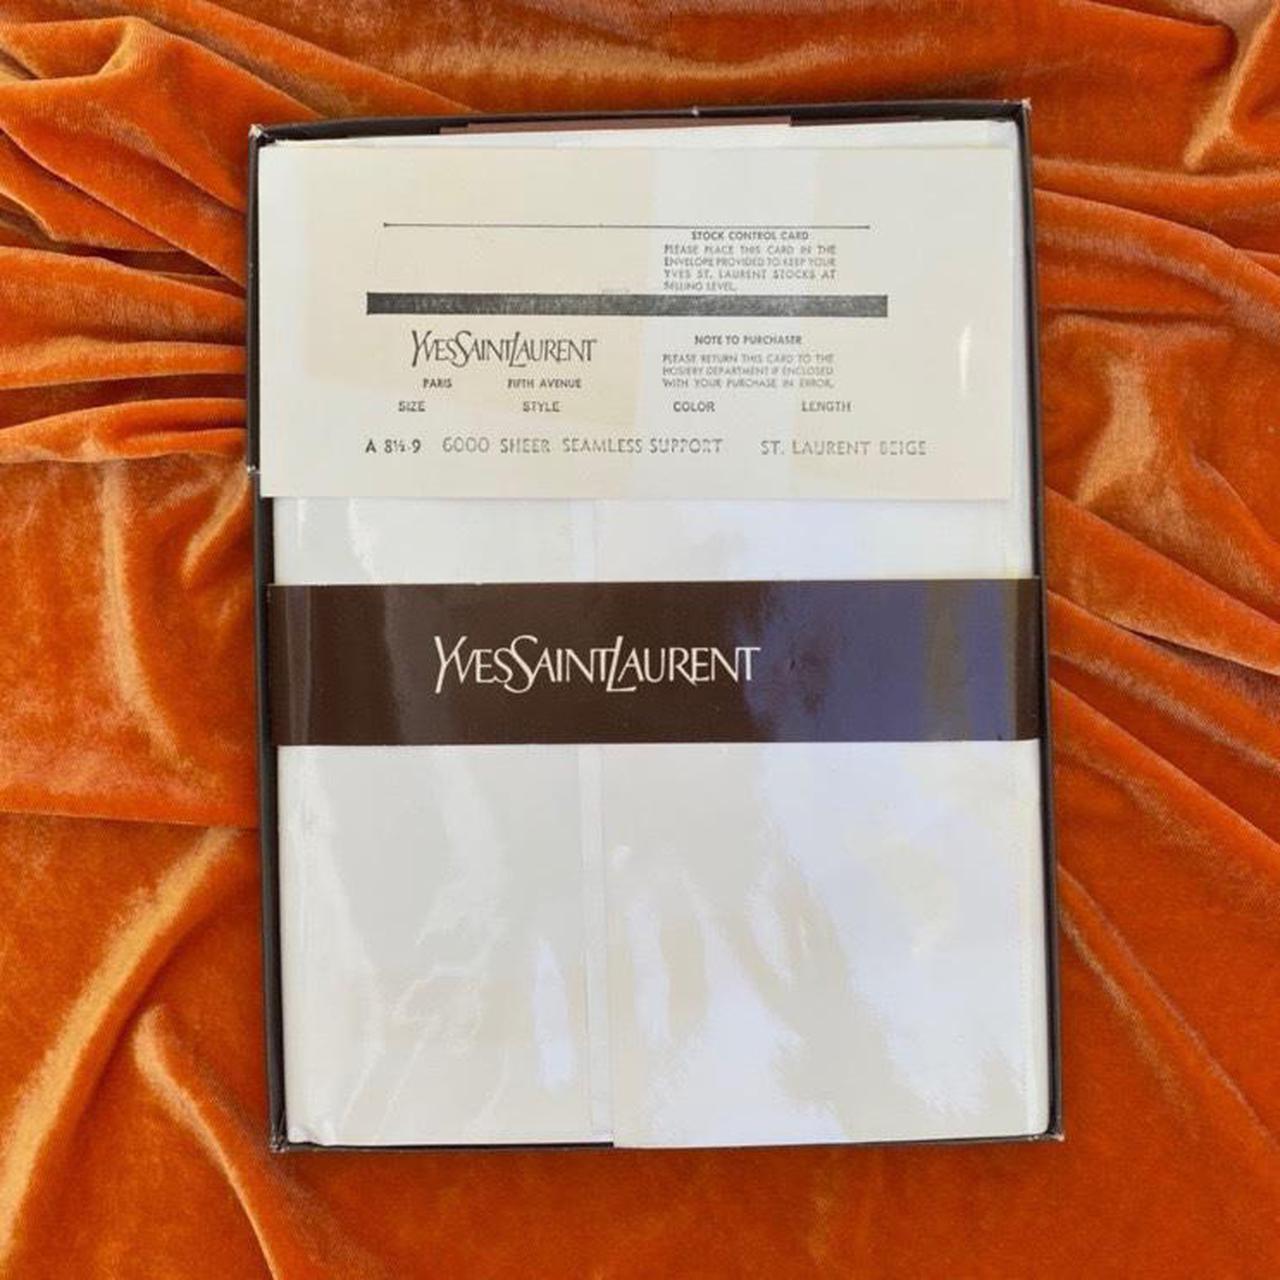 STOCK CONTROL CARD
PLEASE PLACE THIS CARD IN THE
ENVELOPE PROVIDED TO KEEP YOUR
YVES ST. LAURENT STOCKS AT
SELLING LEVEL.
YVESSAINTLAURENT
PARIS FIFTH AVENUE
NOTE TO PURCHASER
PLEASE RETURN THIS CARD TO THE
HOSIERY DEPARTMENT IF ENCLOSED
WITH YOUR PURCHASE IN ERROR.
SIZE STYLE COLOR LENGTH
A 8½-9 6000 SHEER SEAMLESS SUPPORT ST. LAURENT BEIGE
YVESSAINTLAURENT